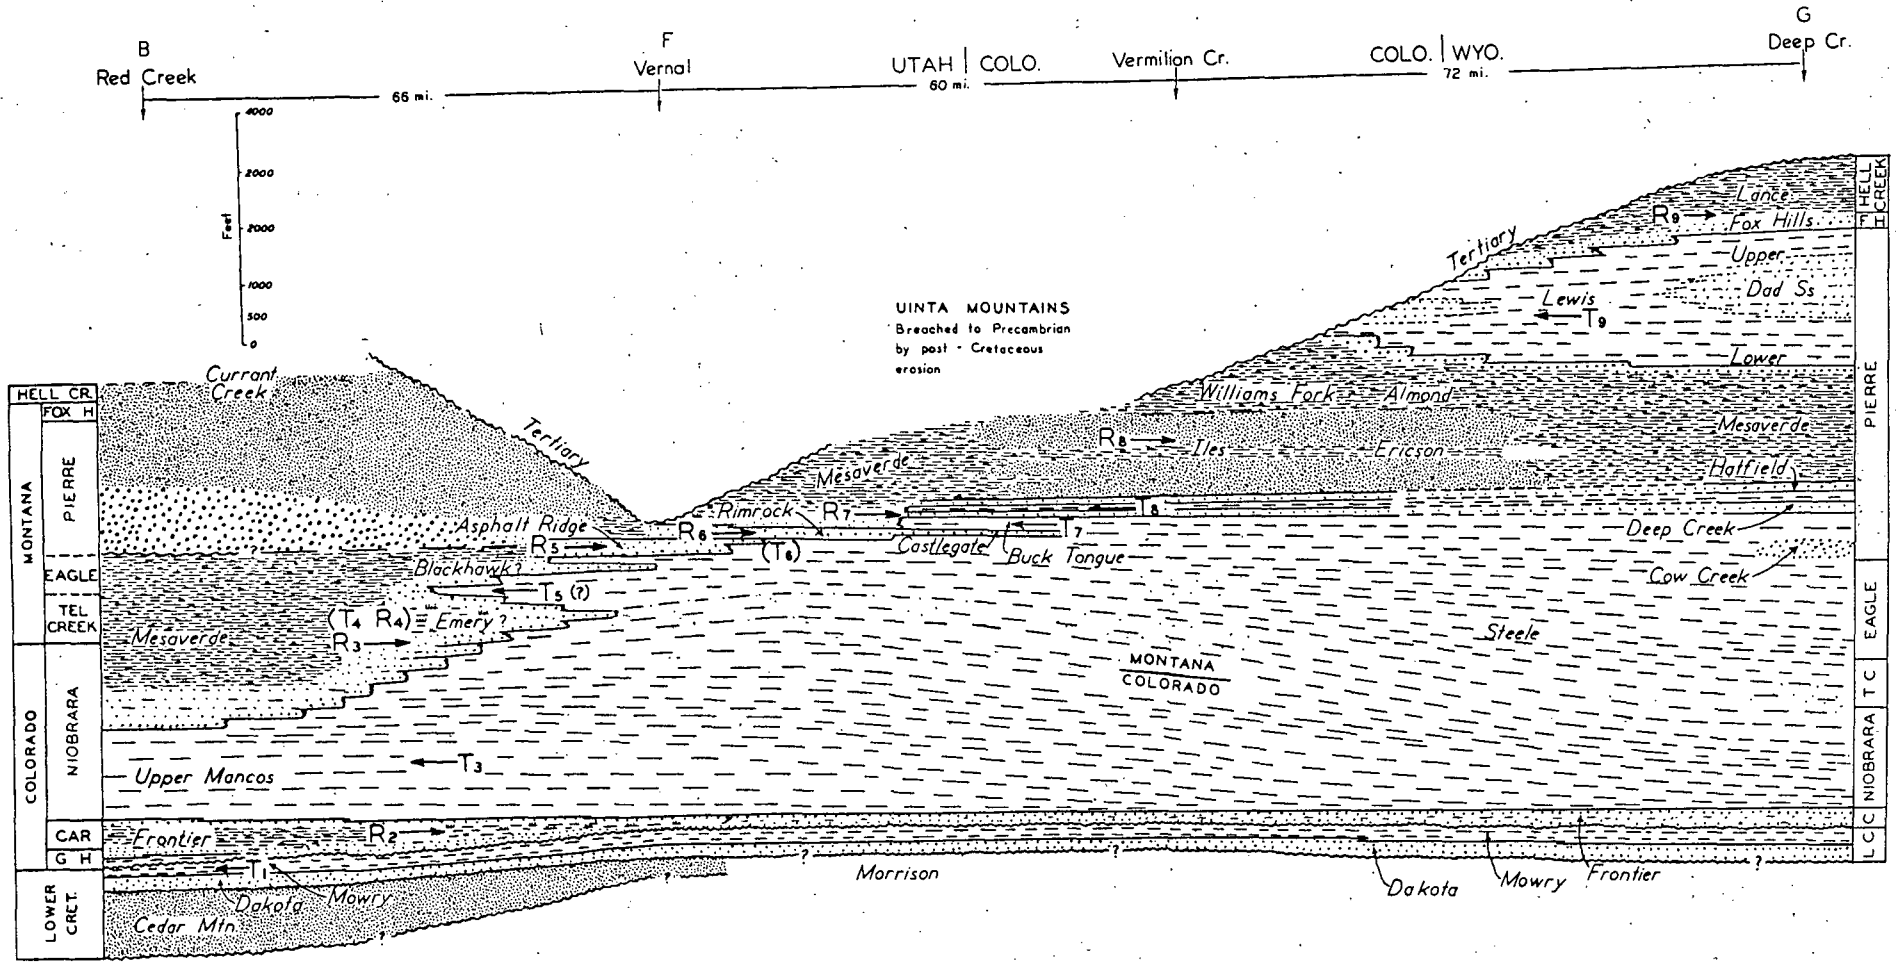 B
Red Creek
F
Vernal
UTAH | COLO.
Vermilion Cr.
COLO. | WYO.
G
Deep Cr.
66 mi.
60 mi.
72 mi.
Feet
4000
2000
2000
1000
500
0
UINTA MOUNTAINS
Breached to Precambrian
by post - Cretaceous
erosion
Tertiary
Tertiary
Currant
Creek
HELL CR.
FOX H
MONTANA
PIERRE
EAGLE
TEL
CREEK
COLORADO
NIOBRARA
CAR
G H
LOWER
CRET.
HELL
CREEK
F H
PIERRE
EAGLE
T C
NIOBRARA
C
L C
R9
Lance
Fox Hills
Upper
Dad Ss
Lewis
T9
Lower
Williams Fork
Almond
Mesaverde
R8
Iles
Ericson
Mesaverde
Hatfield
T8
R7
Rimrock
Asphalt Ridge
R6
R5
(T6)
Castlegate
T7
Buck Tongue
Deep Creek
Cow Creek
?
Blackhawk?
T5 (?)
(T4 R4)
Emery ?
Mesaverde
R3
Steele
MONTANA
COLORADO
T3
Upper Mancos
Frontier
R2
T1
Dakota
Mowry
Cedar Mtn.
?
?
?
?
?
Morrison
Dakota
Mowry
Frontier